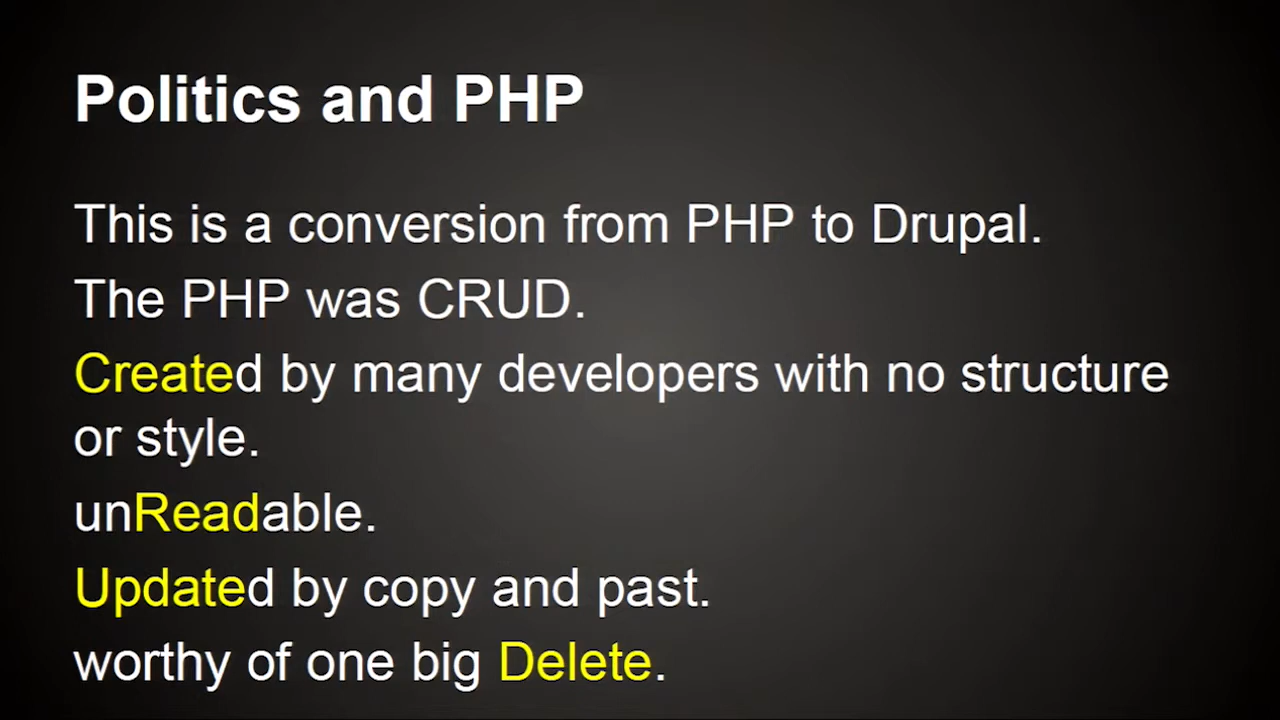 Politics and PHP
This is a conversion from PHP to Drupal.
The PHP was CRUD.
Created by many developers with no structure
or style.
unReadable.
Updated by copy and past.
worthy of one big Delete.